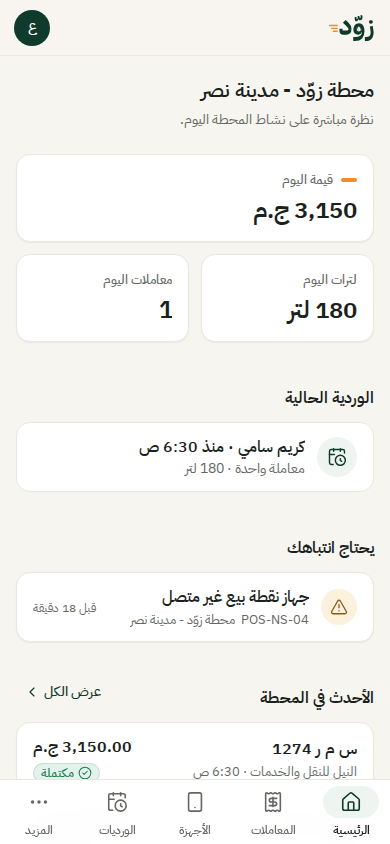 زوّد
ع
محطة زوّد - مدينة نصر
نظرة مباشرة على نشاط المحطة اليوم.
قيمة اليوم
3,150 ج.م
لترات اليوم
180 لتر
معاملات اليوم
1
الوردية الحالية
كريم سامي · منذ 6:30 ص
معاملة واحدة · 180 لتر
يحتاج انتباهك
جهاز نقطة بيع غير متصل
POS-NS-04 محطة زوّد - مدينة نصر
قبل 18 دقيقة
الأحدث في المحطة
عرض الكل
س م ر 1274
3,150.00 ج.م
النيل للنقل والخدمات · 6:30 ص
مكتملة
الرئيسية
المعاملات
الأجهزة
الورديات
المزيد